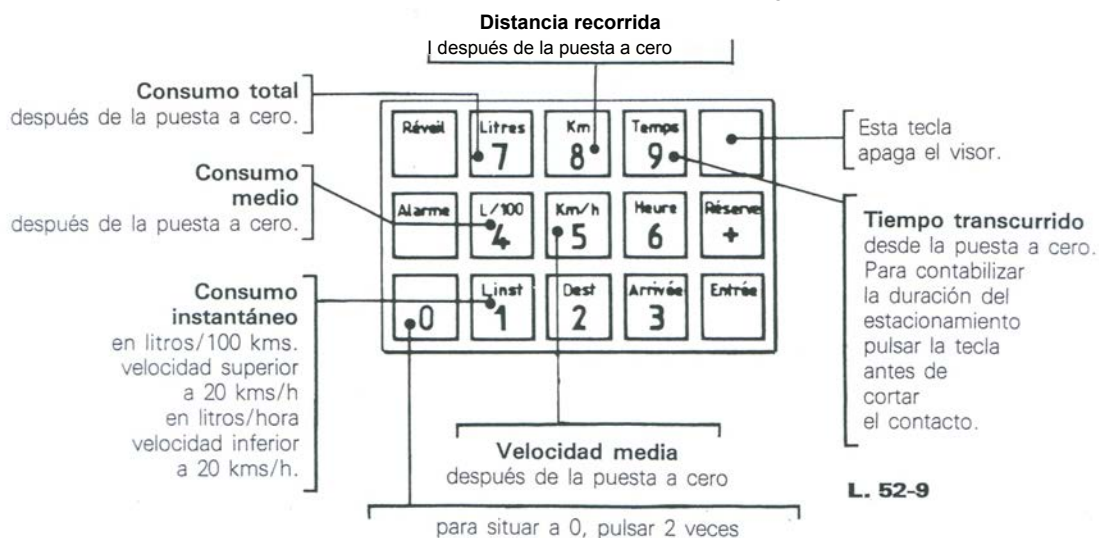 Distancia recorrida
después de la puesta a cero
Consumo total
después de la puesta a cero.
Consumo
medio
después de la puesta a cero.
Consumo
instantáneo
en litros/100 kms.
velocidad superior
a 20 kms/h
en litros/hora
velocidad inferior
a 20 kms/h.
Réveil
Litres
7
Km
8
Temps
9
Alarme
L/100
4
Km/h
5
Heure
6
Réserve
+
0
Linst
1
Dest
2
Arrivée
3
Entrée
Esta tecla
apaga el visor.
Tiempo transcurrido
desde la puesta a cero.
Para contabilizar
la duración del
estacionamiento
pulsar la tecla
antes de
cortar
el contacto.
Velocidad media
después de la puesta a cero
L. 52-9
para situar a 0, pulsar 2 veces